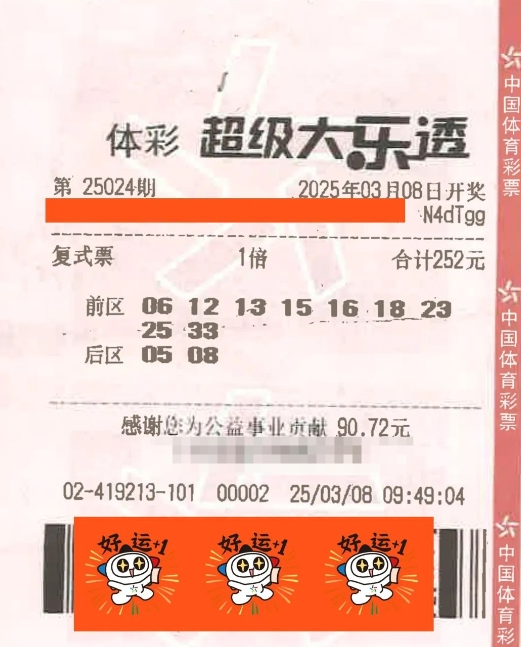 体彩 超级大乐透
第 25024期 2025年03月08日开奖
N4dTgg
复式票 1倍 合计252元
前区 06 12 13 15 16 18 23
25 33
后区 05 08
感谢您为公益事业贡献 90.72元
02-419213-101 00002 25/03/08 09:49:04
好运+1 好运+1 好运+1
中国体育彩票
中国体育彩票
中国体育彩